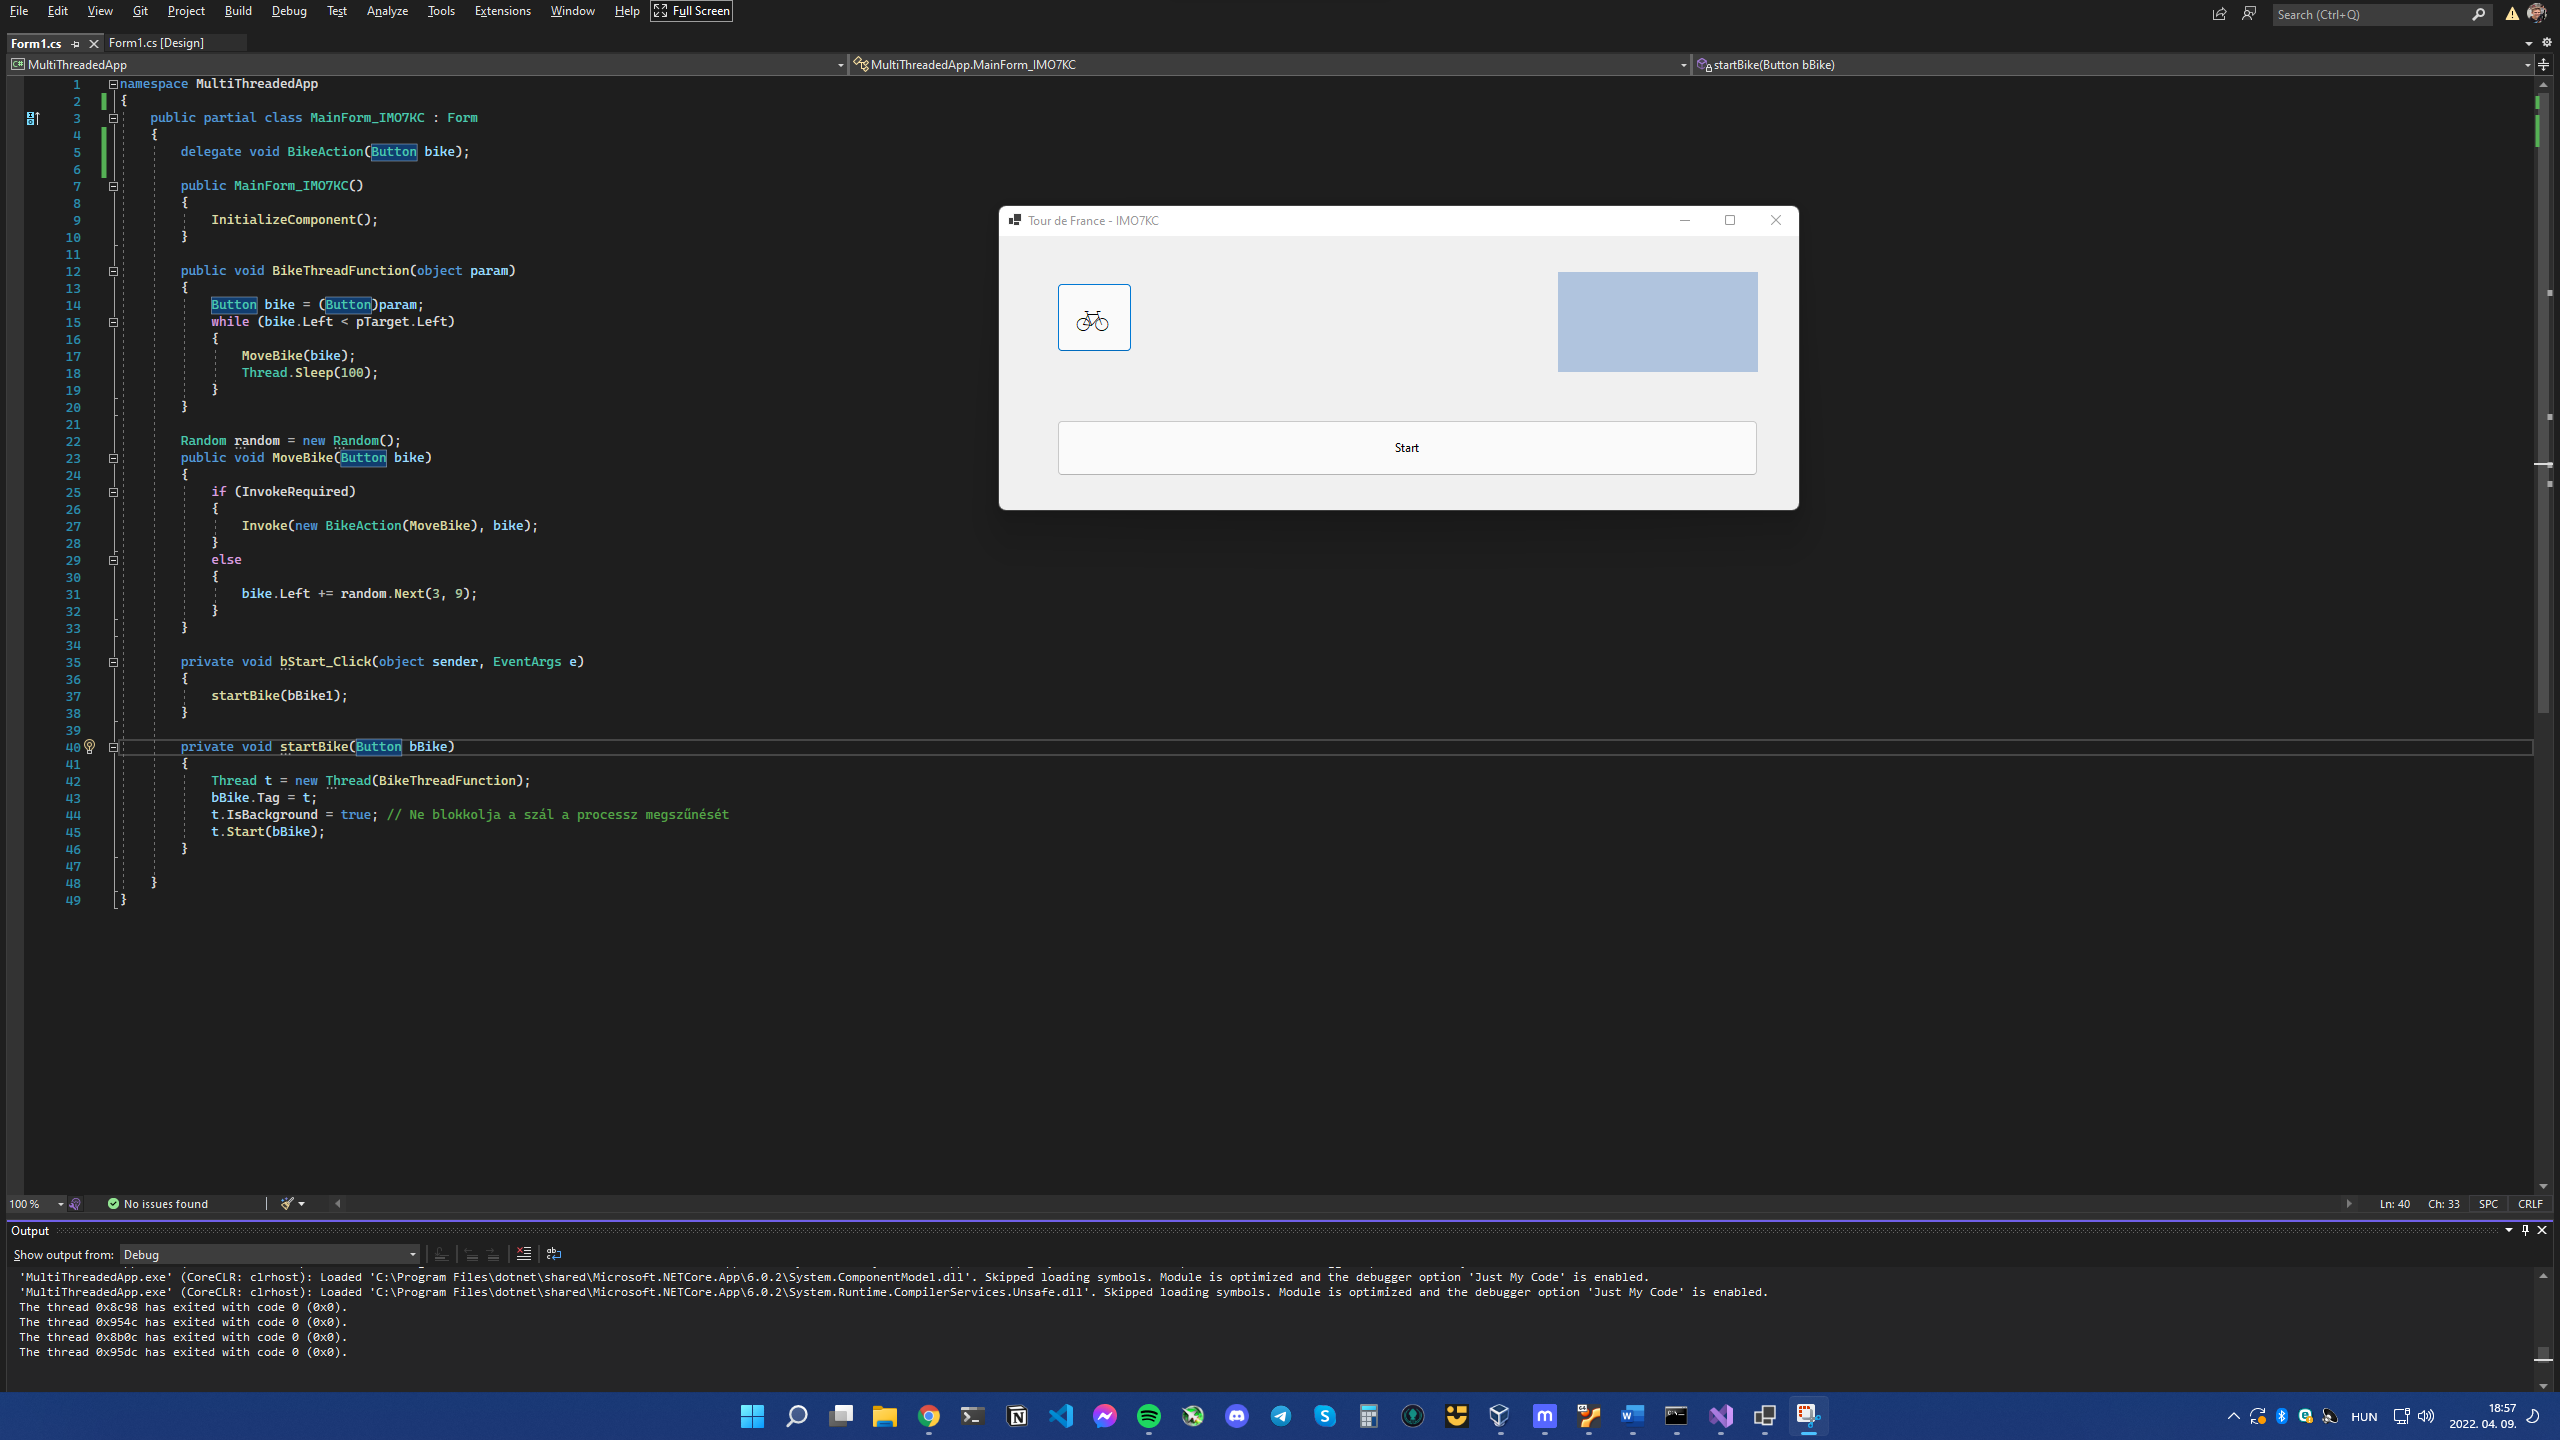 File Edit View Git Project Build Debug Test Analyze Tools Extensions Window Help Full Screen Search (Ctrl+Q)
Form1.cs Form1.cs [Design]
MultiThreadedApp MultiThreadedApp.MainForm_IMO7KC startBike(Button bBike)
1 namespace MultiThreadedApp
2 {
3 public partial class MainForm_IMO7KC : Form
4 {
5 delegate void BikeAction(Button bike);
6
7 public MainForm_IMO7KC()
8 {
9 InitializeComponent();
10 }
11
12 public void BikeThreadFunction(object param)
13 {
14 Button bike = (Button)param;
15 while (bike.Left < pTarget.Left)
16 {
17 MoveBike(bike);
18 Thread.Sleep(100);
19 }
20 }
21
22 Random random = new Random();
23 public void MoveBike(Button bike)
24 {
25 if (InvokeRequired)
26 {
27 Invoke(new BikeAction(MoveBike), bike);
28 }
29 else
30 {
31 bike.Left += random.Next(3, 9);
32 }
33 }
34
35 private void bStart_Click(object sender, EventArgs e)
36 {
37 startBike(bBike1);
38 }
39
40 private void startBike(Button bBike)
41 {
42 Thread t = new Thread(BikeThreadFunction);
43 bBike.Tag = t;
44 t.IsBackground = true; // Ne blokkolja a szál a processz megszűnését
45 t.Start(bBike);
46 }
47
48 }
49 }
Tour de France - IMO7KC
Start
100 % No issues found Ln: 40 Ch: 33 SPC CRLF
Output
Show output from: Debug
'MultiThreadedApp.exe' (CoreCLR: clrhost): Loaded 'C:\Program Files\dotnet\shared\Microsoft.NETCore.App\6.0.2\System.ComponentModel.dll'. Skipped loading symbols. Module is optimized and the debugger option 'Just My Code' is enabled.
'MultiThreadedApp.exe' (CoreCLR: clrhost): Loaded 'C:\Program Files\dotnet\shared\Microsoft.NETCore.App\6.0.2\System.Runtime.CompilerServices.Unsafe.dll'. Skipped loading symbols. Module is optimized and the debugger option 'Just My Code' is enabled.
The thread 0x8c98 has exited with code 0 (0x0).
The thread 0x954c has exited with code 0 (0x0).
The thread 0x8b0c has exited with code 0 (0x0).
The thread 0x95dc has exited with code 0 (0x0).
HUN 18:57
2022. 04. 09.